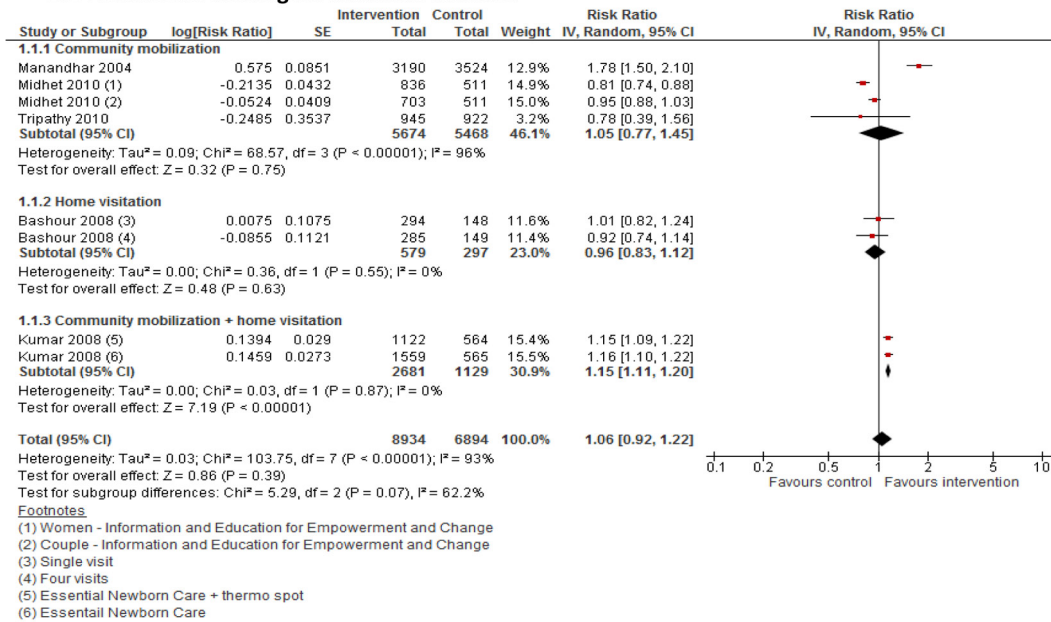 Intervention Control Risk Ratio Risk Ratio
Study or Subgroup log[Risk Ratio] SE Total Total Weight IV, Random, 95% CI IV, Random, 95% CI
1.1.1 Community mobilization
Manandhar 2004 0.575 0.0851 3190 3524 12.9% 1.78 [1.50, 2.10]
Midhet 2010 (1) -0.2135 0.0432 836 511 14.9% 0.81 [0.74, 0.88]
Midhet 2010 (2) -0.0524 0.0409 703 511 15.0% 0.95 [0.88, 1.03]
Tripathy 2010 -0.2485 0.3537 945 922 3.2% 0.78 [0.39, 1.56]
Subtotal (95% CI) 5674 5468 46.1% 1.05 [0.77, 1.45]
Heterogeneity: Tau² = 0.09; Chi² = 68.57, df = 3 (P < 0.00001); I² = 96%
Test for overall effect: Z = 0.32 (P = 0.75)
1.1.2 Home visitation
Bashour 2008 (3) 0.0075 0.1075 294 148 11.6% 1.01 [0.82, 1.24]
Bashour 2008 (4) -0.0855 0.1121 285 149 11.4% 0.92 [0.74, 1.14]
Subtotal (95% CI) 579 297 23.0% 0.96 [0.83, 1.12]
Heterogeneity: Tau² = 0.00; Chi² = 0.36, df = 1 (P = 0.55); I² = 0%
Test for overall effect: Z = 0.48 (P = 0.63)
1.1.3 Community mobilization + home visitation
Kumar 2008 (5) 0.1394 0.029 1122 564 15.4% 1.15 [1.09, 1.22]
Kumar 2008 (6) 0.1459 0.0273 1559 565 15.5% 1.16 [1.10, 1.22]
Subtotal (95% CI) 2681 1129 30.9% 1.15 [1.11, 1.20]
Heterogeneity: Tau² = 0.00; Chi² = 0.03, df = 1 (P = 0.87); I² = 0%
Test for overall effect: Z = 7.19 (P < 0.00001)
Total (95% CI) 8934 6894 100.0% 1.06 [0.92, 1.22]
Heterogeneity: Tau² = 0.03; Chi² = 103.75, df = 7 (P < 0.00001); I² = 93%
Test for overall effect: Z = 0.86 (P = 0.39)
Test for subgroup differences: Chi² = 5.29, df = 2 (P = 0.07), I² = 62.2%
0.1 0.2 0.5 1 2 5 10
Favours control Favours intervention
Footnotes
(1) Women - Information and Education for Empowerment and Change
(2) Couple - Information and Education for Empowerment and Change
(3) Single visit
(4) Four visits
(5) Essential Newborn Care + thermo spot
(6) Essentail Newborn Care